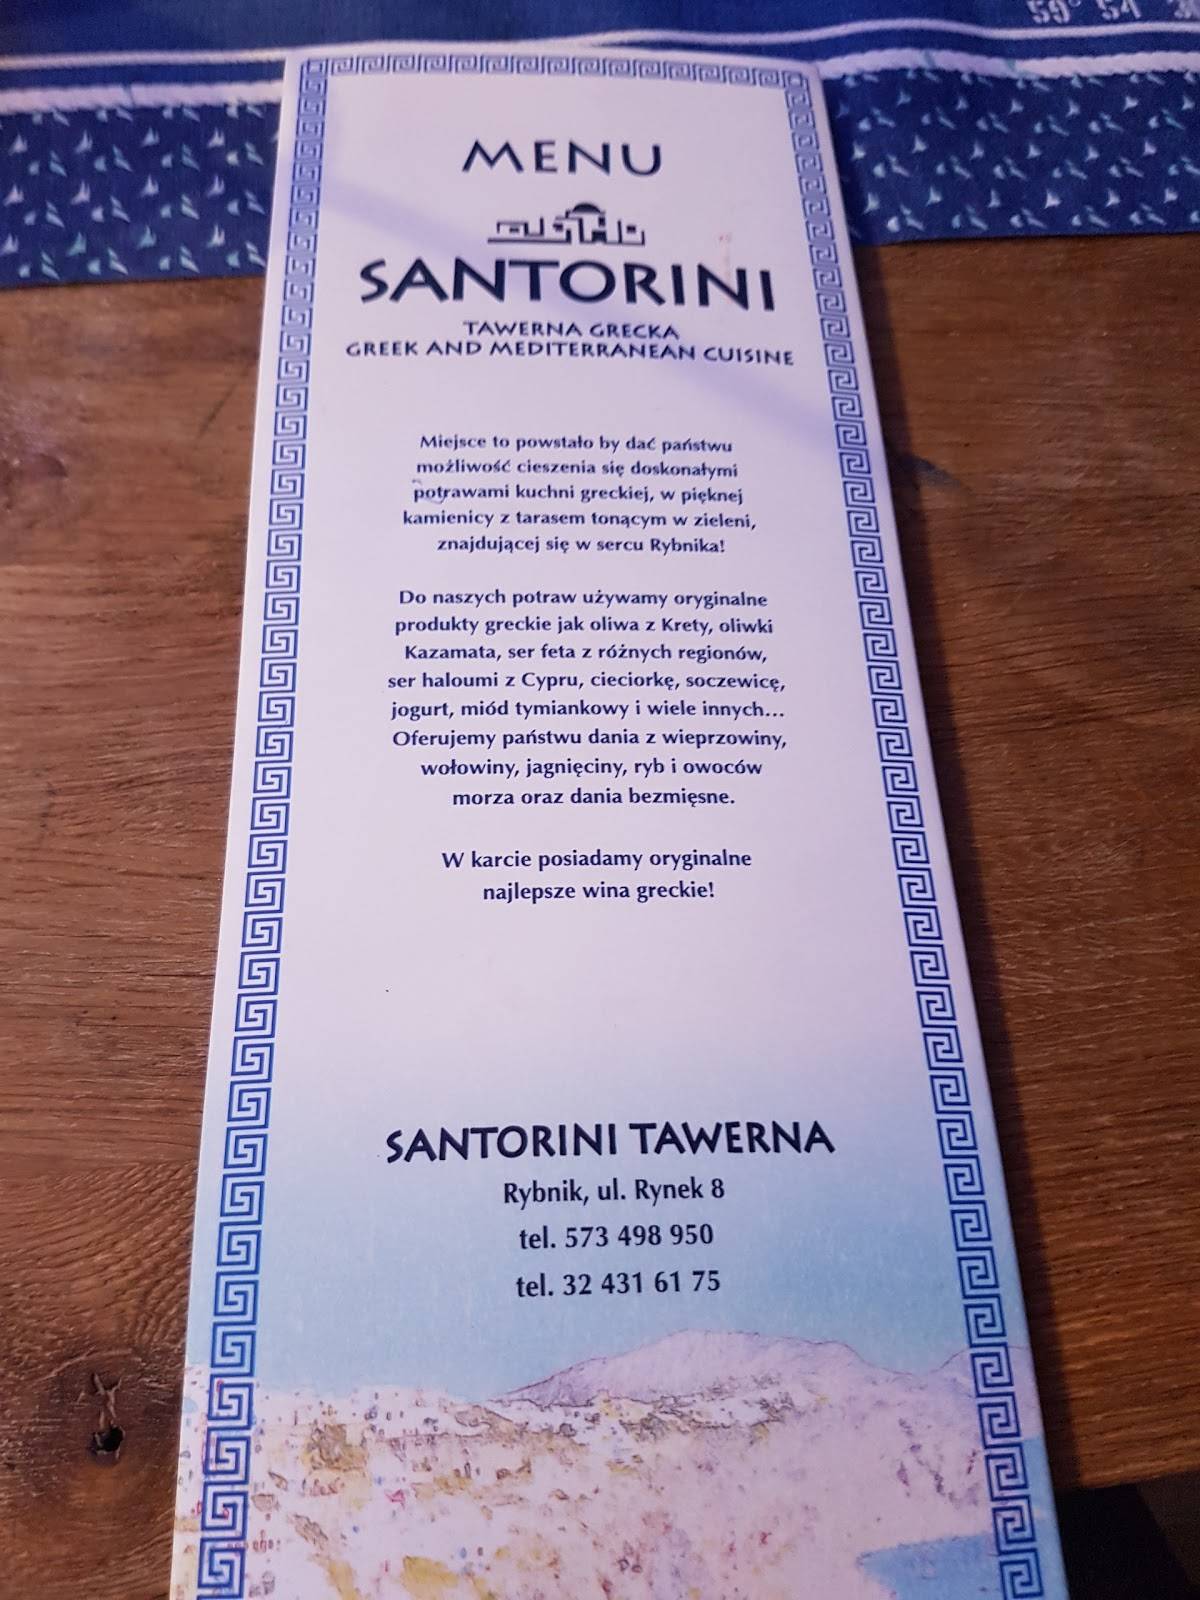 59° 54
MENU
SANTORINI
TAWERNA GRECKA
GREEK AND MEDITERRANEAN CUISINE
Miejsce to powstało by dać państwu
możliwość cieszenia się doskonałymi
potrawami kuchni greckiej, w pięknej
kamienicy z tarasem tonącym w zieleni,
znajdującej się w sercu Rybnika!
Do naszych potraw używamy oryginalne
produkty greckie jak oliwa z Krety, oliwki
Kazamata, ser feta z różnych regionów,
ser haloumi z Cypru, cieciorkę, soczewicę,
jogurt, miód tymiankowy i wiele innych...
Oferujemy państwu dania z wieprzowiny,
wołowiny, jagnięciny, ryb i owoców
morza oraz dania bezmięsne.
W karcie posiadamy oryginalne
najlepsze wina greckie!
SANTORINI TAWERNA
Rybnik, ul. Rynek 8
tel. 573 498 950
tel. 32 431 61 75